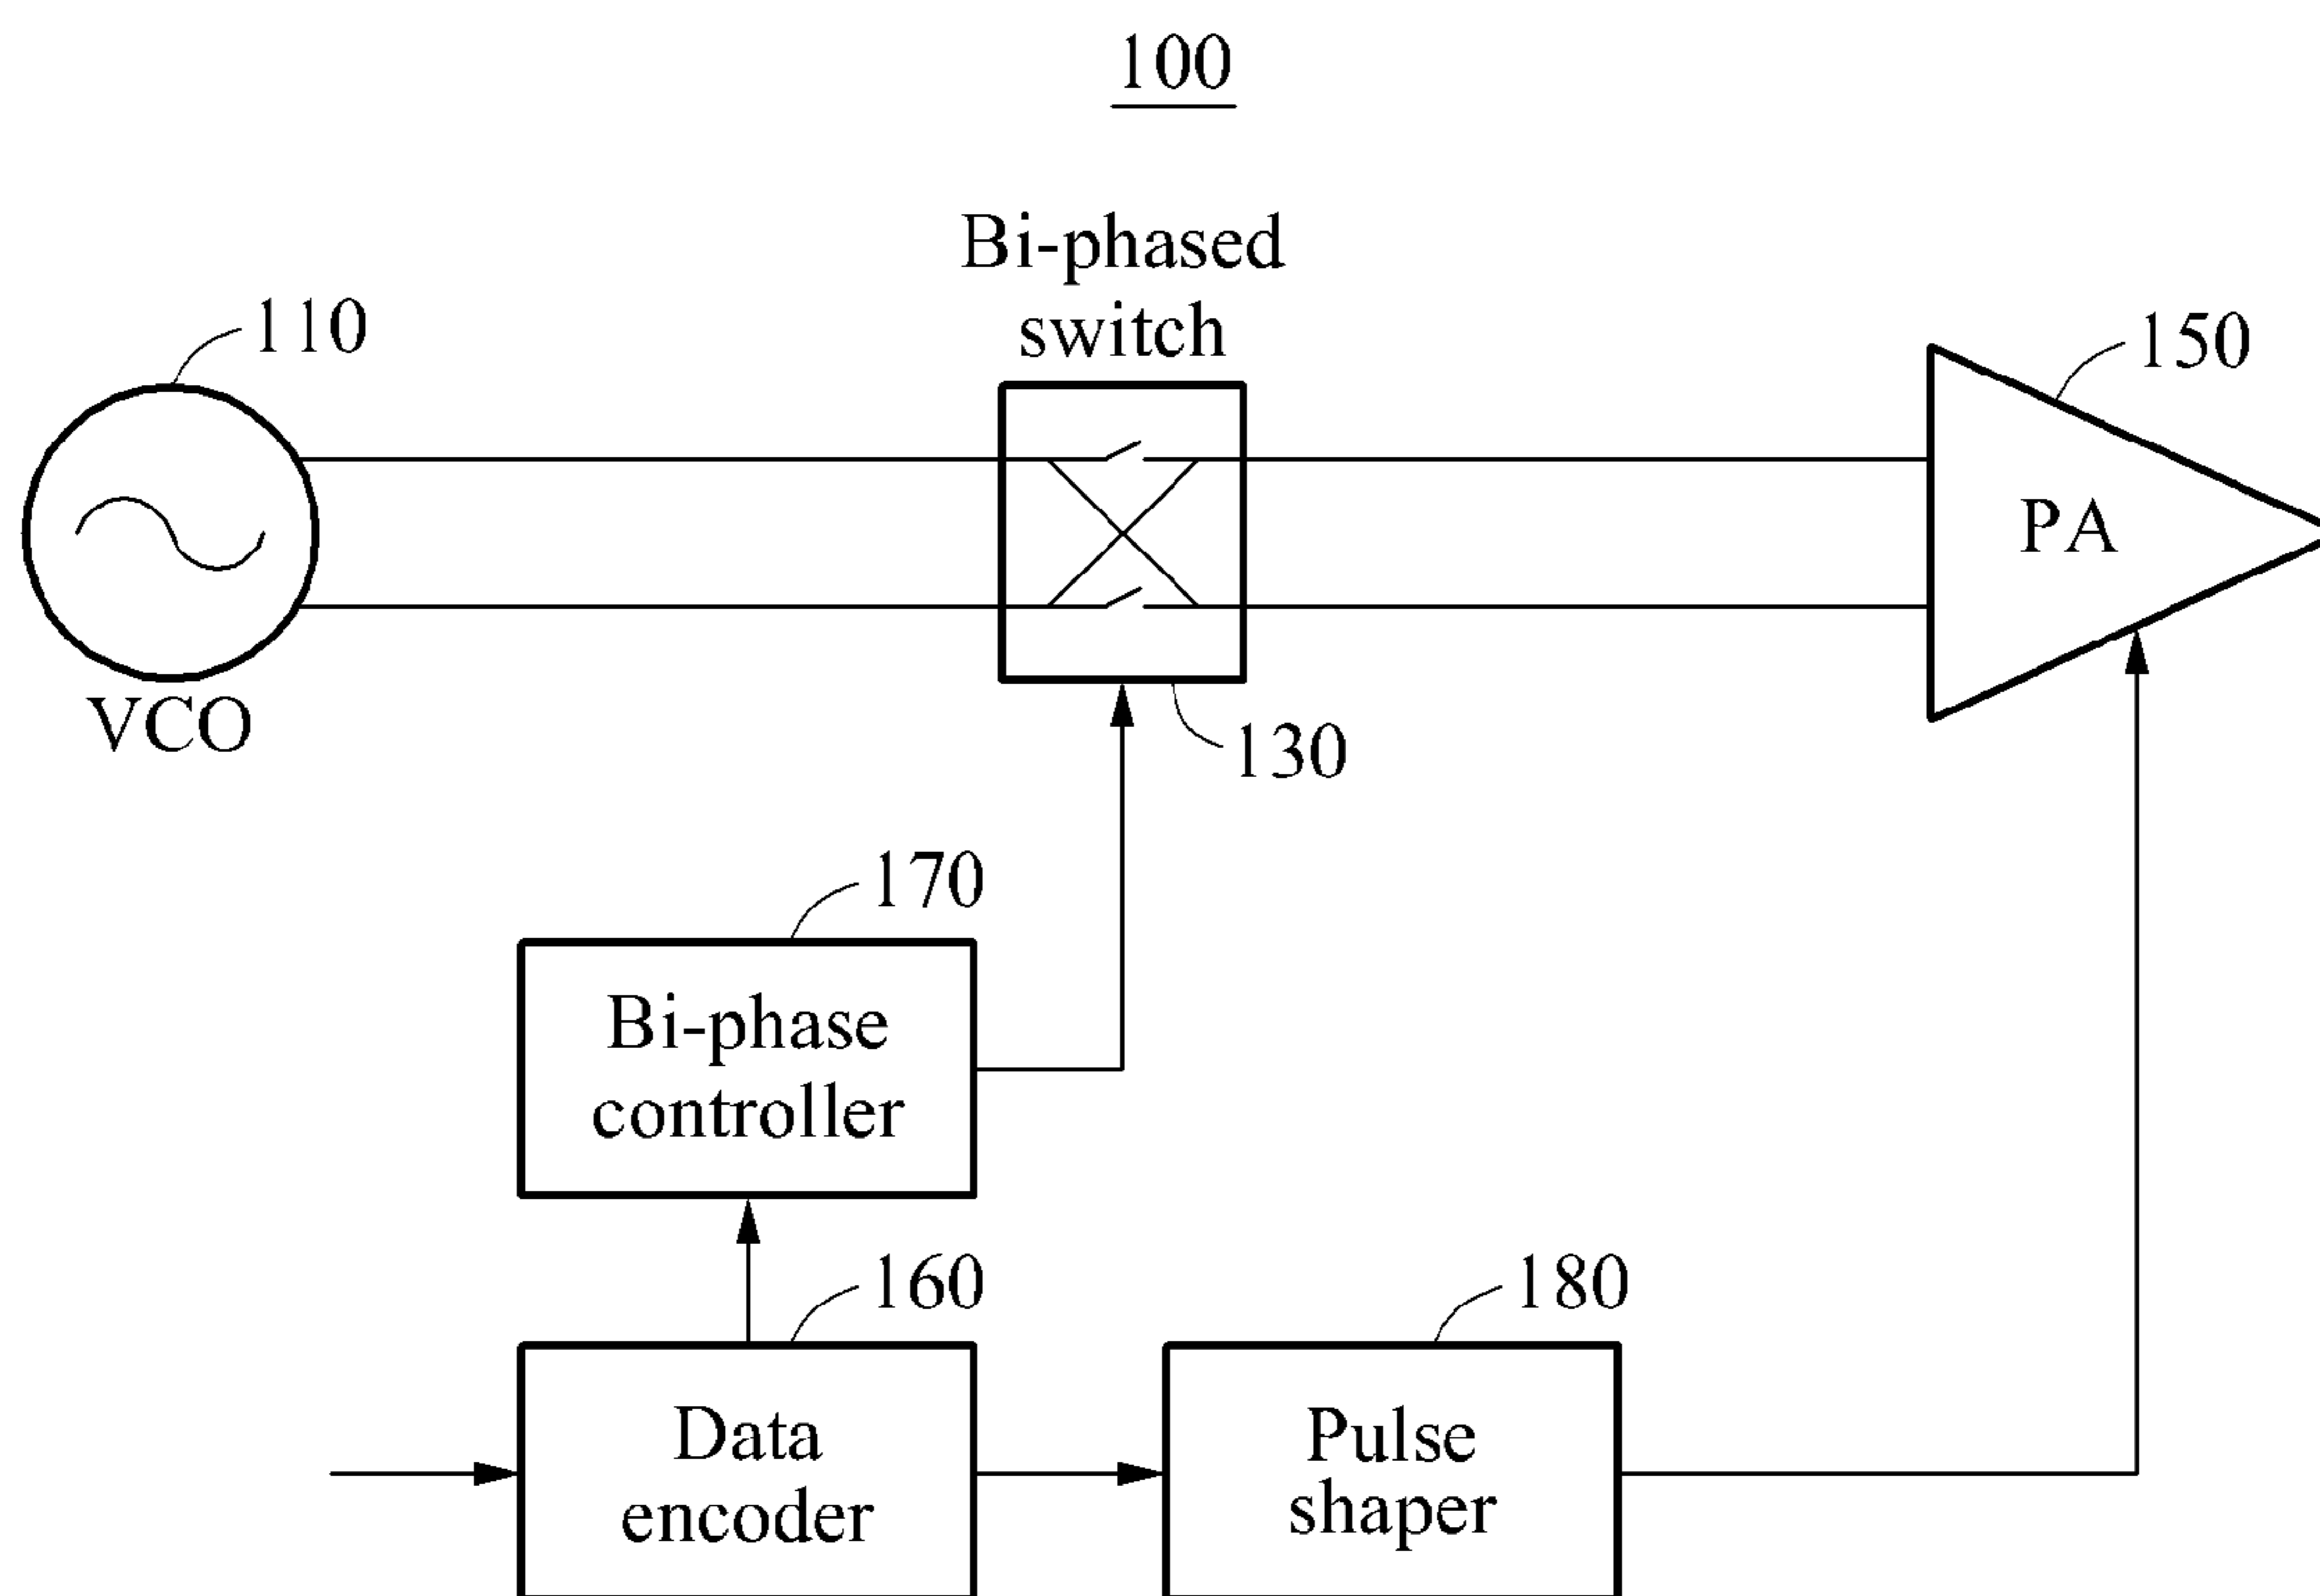 100
Bi-phased
switch
110
150
PA
VCO
130
170
Bi-phase
controller
160
180
Data
encoder
Pulse
shaper